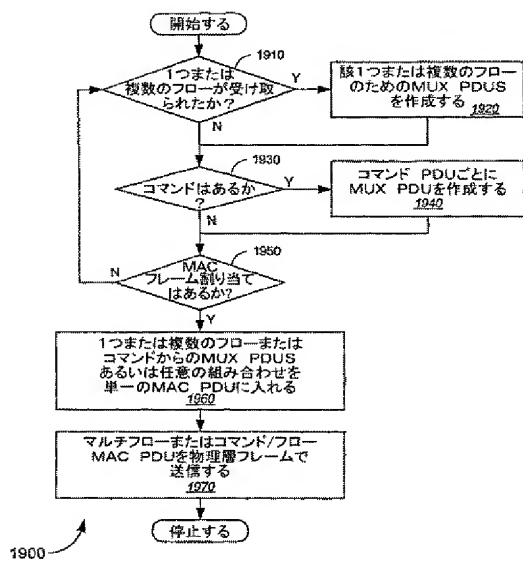 開始する
1910
1つまたは
複数のフローが受け取
られたか?
Y
N
該1つまたは複数のフロー
のためのMUX PDUS
を作成する
1920
1930
コマンドはあるか
?
Y
N
コマンド PDUごとに
MUX PDUを作成する
1940
1950
MAC
フレーム割り当て
はあるか?
N
Y
1つまたは複数のフローまたは
コマンドからのMUX PDUS
あるいは任意の組み合わせを
単一のMAC PDUに入れる
1960
マルチフローまたはコマンド/フロー
MAC PDUを物理層フレームで
送信する
1970
停止する
1900